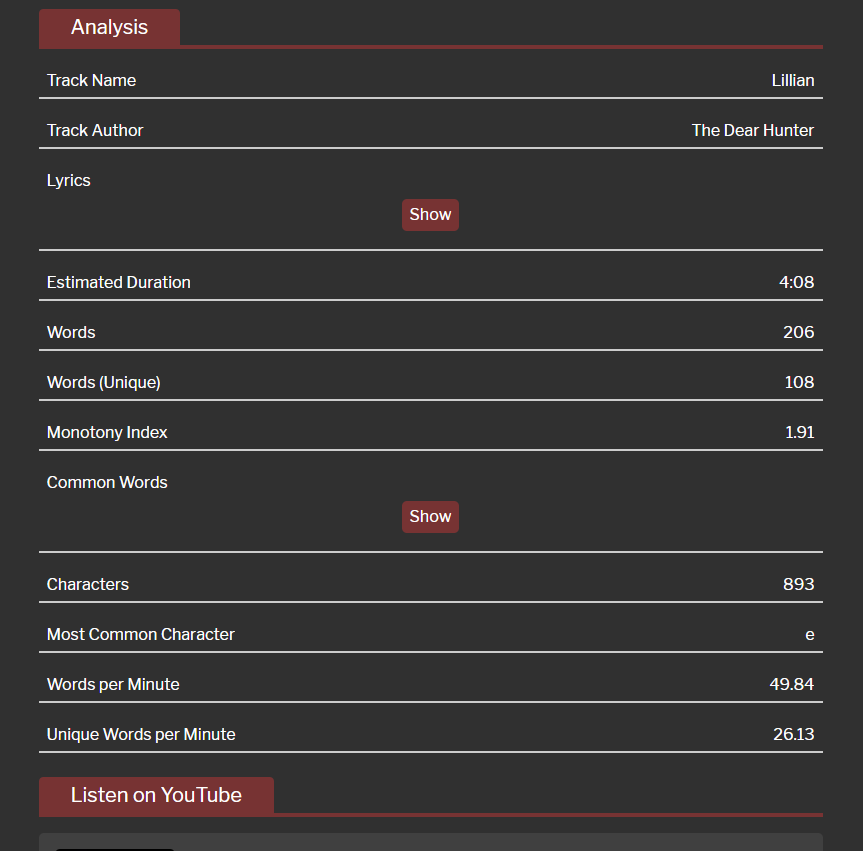 Analysis
Track Name Lillian
Track Author The Dear Hunter
Lyrics
Show
Estimated Duration 4:08
Words 206
Words (Unique) 108
Monotony Index 1.91
Common Words
Show
Characters 893
Most Common Character e
Words per Minute 49.84
Unique Words per Minute 26.13
Listen on YouTube